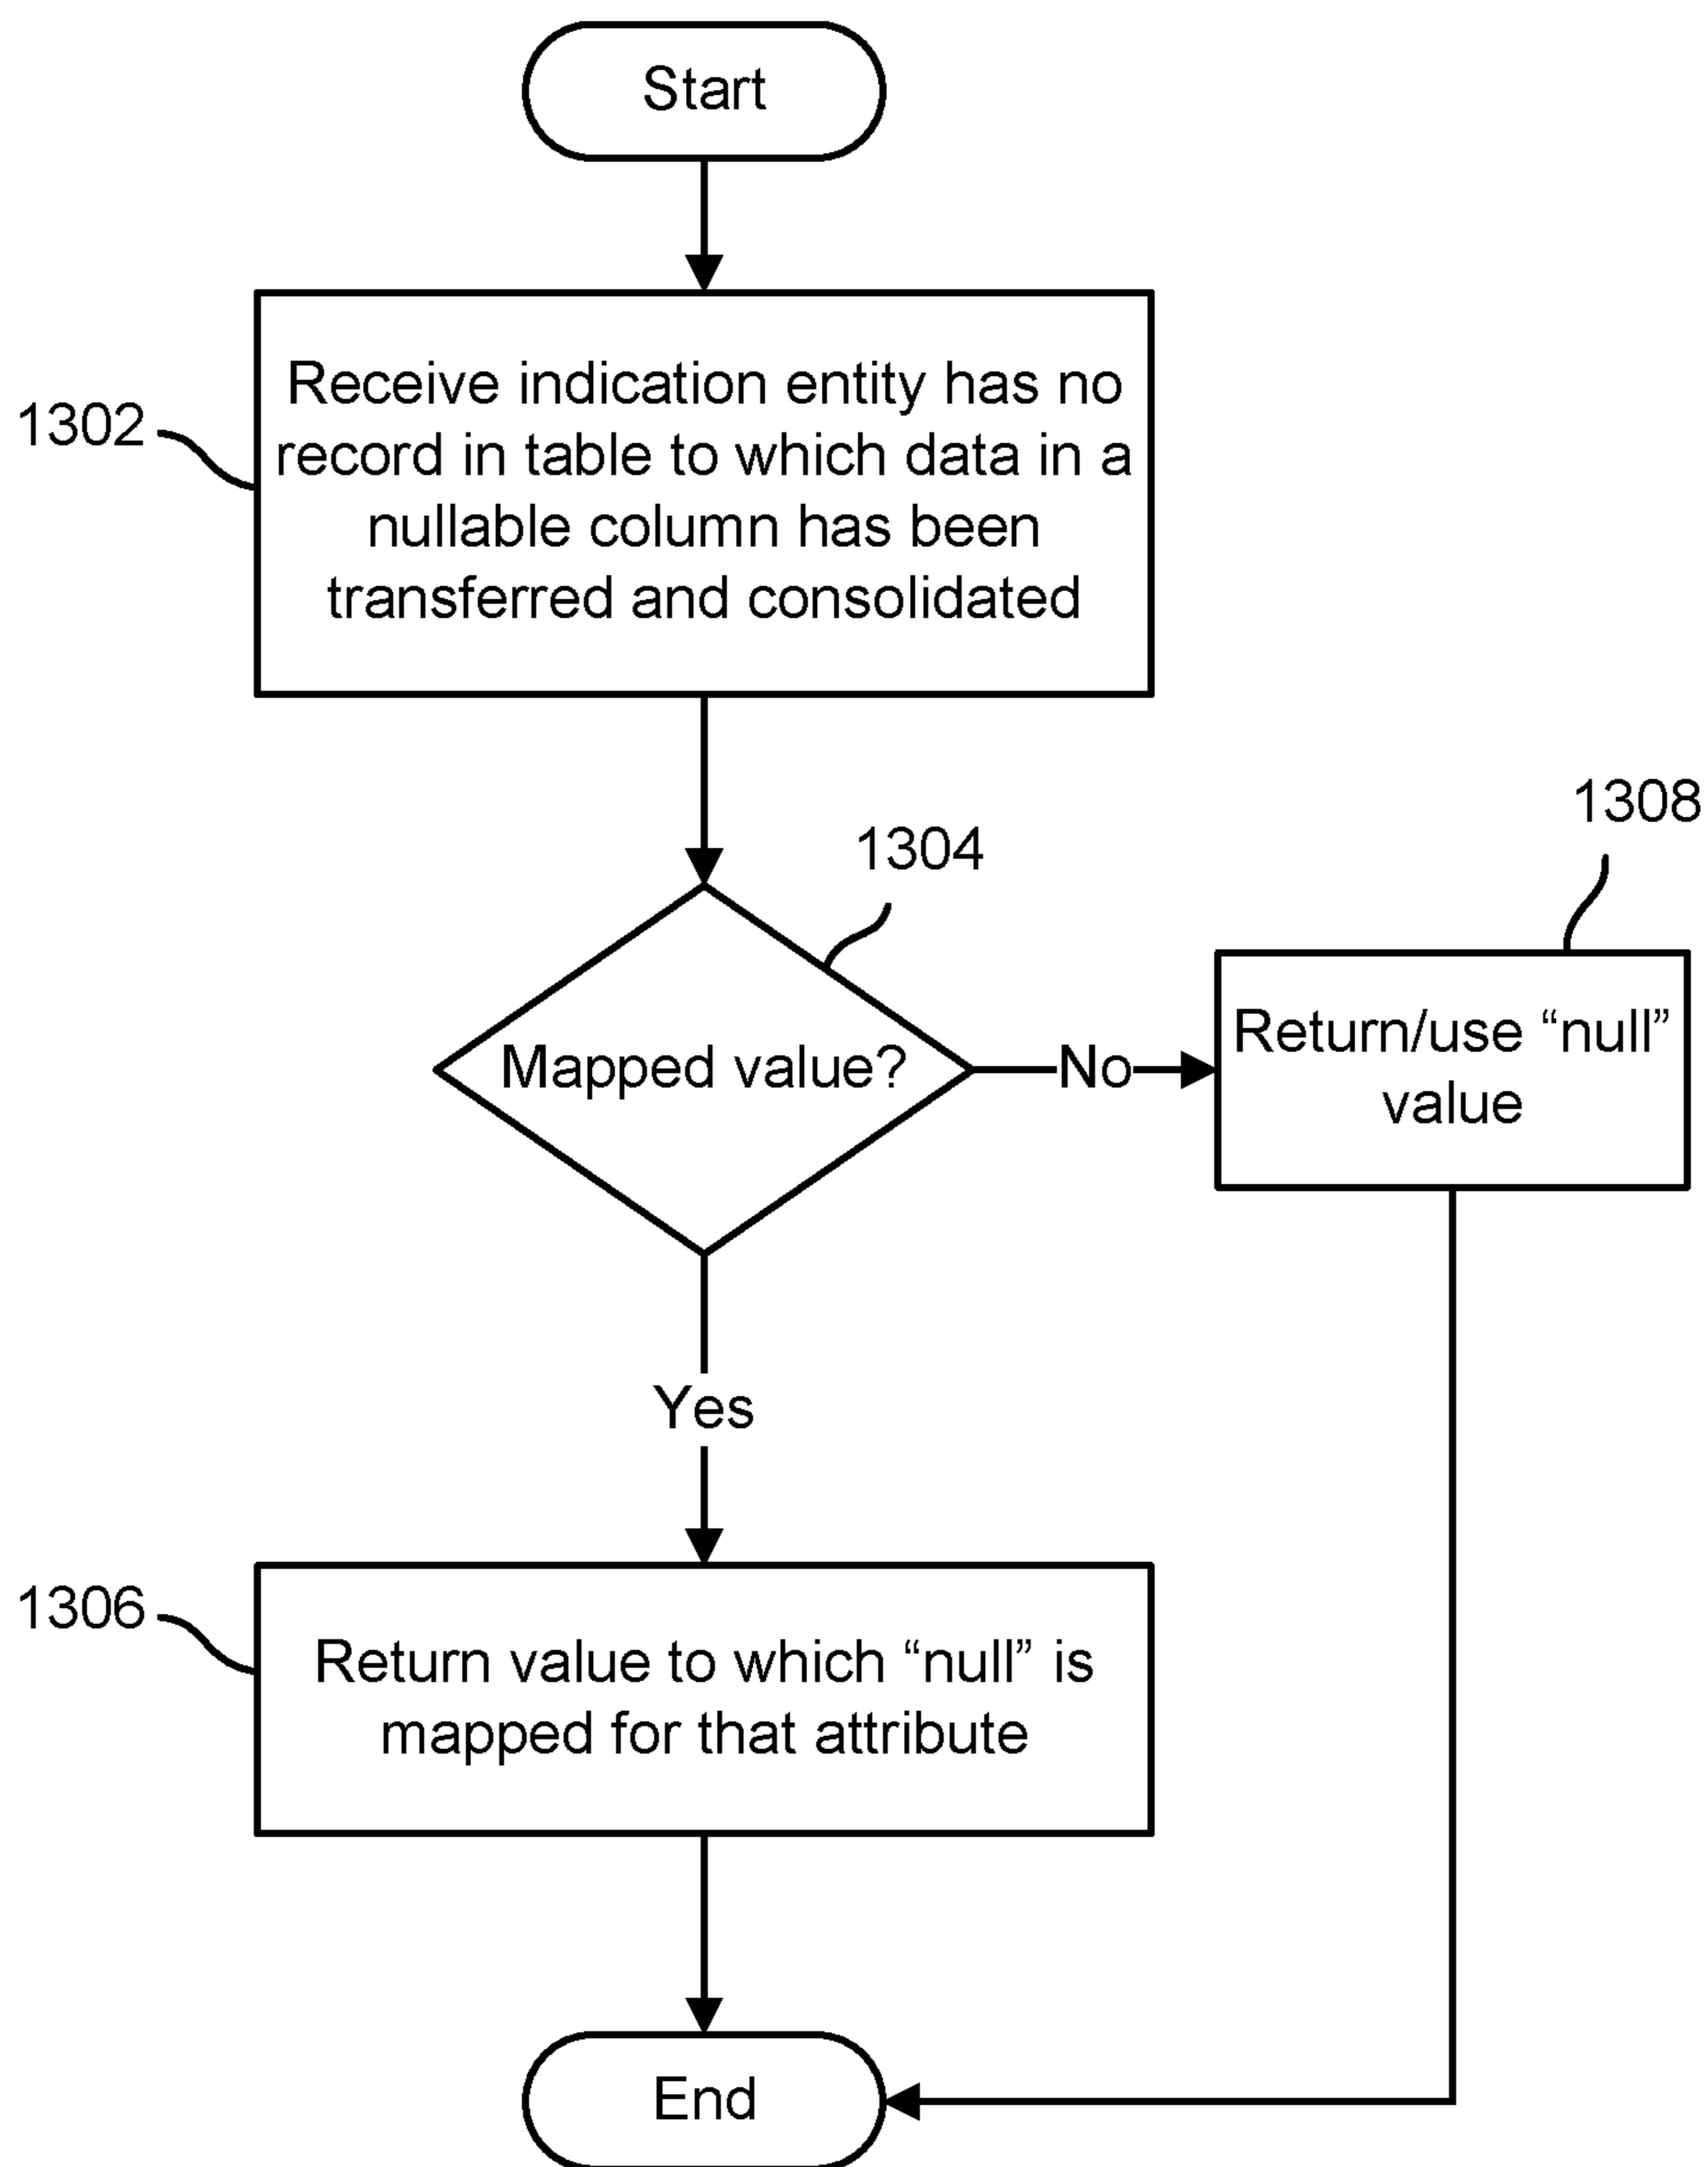 Start
1302
Receive indication entity has no
record in table to which data in a
nullable column has been
transferred and consolidated
1304
Mapped value?
No
1308
Return/use “null”
value
Yes
1306
Return value to which “null” is
mapped for that attribute
End